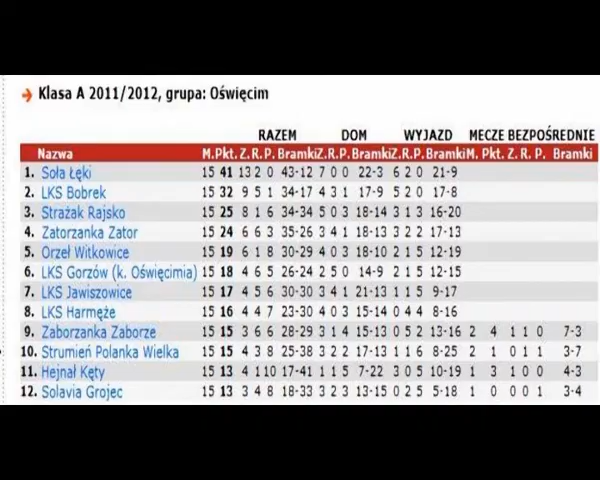 Klasa A 2011/2012, grupa: Oświęcim
RAZEM DOM WYJAZD MECZE BEZPOŚREDNIE
Nazwa M. Pkt. Z. R. P. Bramki Z. R. P. Bramki Z. R. P. Bramki M. Pkt. Z. R. P. Bramki
1. Soła Łęki 15 41 13 2 0 43-12 7 0 0 22-3 6 2 0 21-9
2. LKS Bobrek 15 32 9 5 1 34-17 4 3 1 17-9 5 2 0 17-8
3. Strażak Rajsko 15 25 8 1 6 34-34 5 0 3 18-14 3 1 3 16-20
4. Zatorzanka Zator 15 24 6 6 3 35-26 3 4 1 18-13 3 2 2 17-13
5. Orzeł Witkowice 15 19 6 1 8 30-29 4 0 3 18-10 2 1 5 12-19
6. LKS Gorzów (k. Oświęcimia) 15 18 4 6 5 26-24 2 5 0 14-9 2 1 5 12-15
7. LKS Jawiszowice 15 17 4 5 6 30-30 3 4 1 21-13 1 1 5 9-17
8. LKS Harmęże 15 16 4 4 7 23-30 4 0 3 15-14 0 4 4 8-16
9. Zaborzanka Zaborze 15 15 3 6 6 28-29 3 1 4 15-13 0 5 2 13-16 2 4 1 1 0 7-3
10. Strumień Polanka Wielka 15 15 4 3 8 25-38 3 2 2 17-13 1 1 6 8-25 2 1 0 1 1 3-7
11. Hejnał Kęty 15 13 4 1 10 17-41 1 1 5 7-22 3 0 5 10-19 1 3 1 0 0 4-3
12. Solavia Grojec 15 13 3 4 8 18-33 3 2 3 13-15 0 2 5 5-18 1 0 0 0 1 3-4